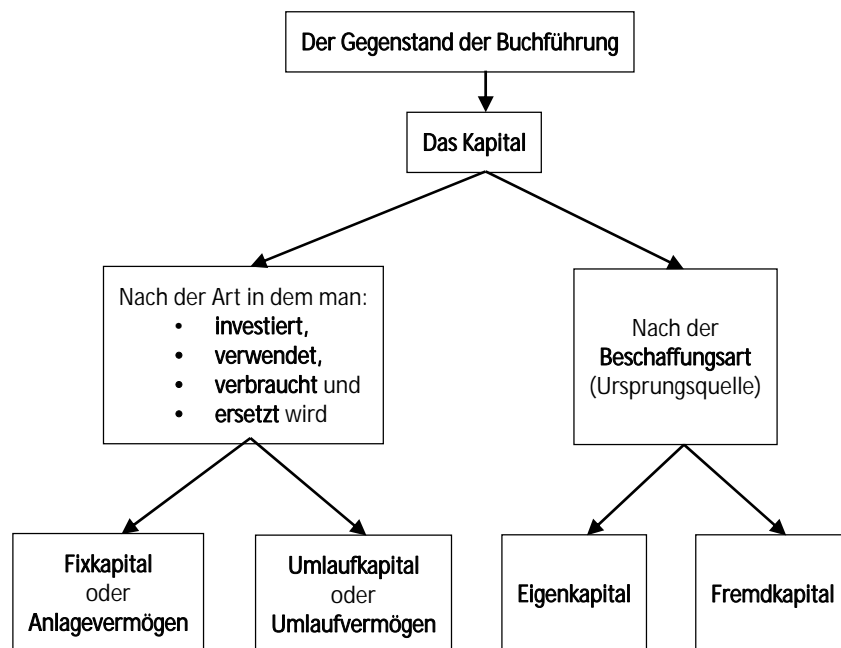 Der Gegenstand der Buchführung
Das Kapital
Nach der Art in dem man:
• investiert,
• verwendet,
• verbraucht und
• ersetzt wird
Nach der
Beschaffungsart
(Ursprungsquelle)
Fixkapital
oder
Anlagevermögen
Umlaufkapital
oder
Umlaufvermögen
Eigenkapital
Fremdkapital